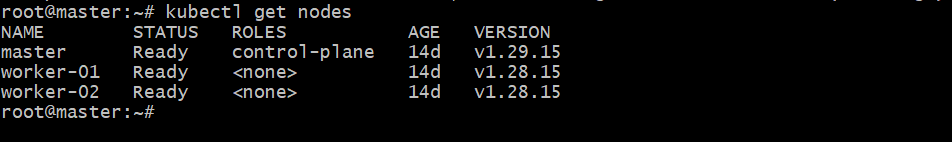 root@master:~# kubectl get nodes
NAME        STATUS   ROLES           AGE   VERSION
master      Ready    control-plane   14d   v1.29.15
worker-01   Ready    <none>          14d   v1.28.15
worker-02   Ready    <none>          14d   v1.28.15
root@master:~#